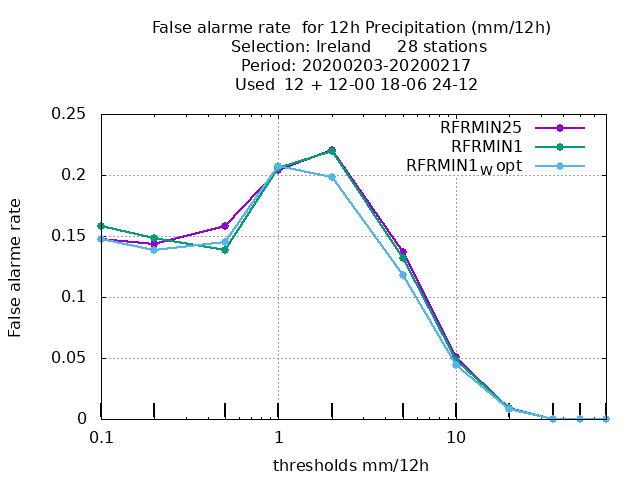 False alarme rate  for 12h Precipitation (mm/12h)
Selection: Ireland     28 stations
Period: 20200203-20200217
Used  12 + 12-00 18-06 24-12
RFRMIN25
RFRMIN1
RFRMIN1W opt
0.25
0.2
0.15
0.1
0.05
0
False alarme rate
0.1 1 10
thresholds mm/12h